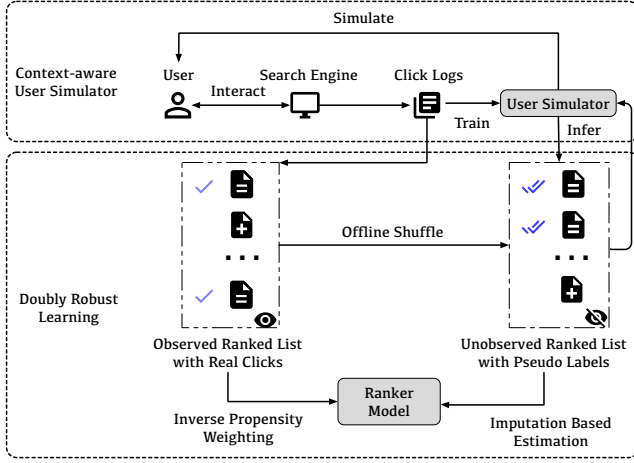 Simulate
Context-aware
User Simulator
User
Interact
Search Engine
Click Logs
Train
User Simulator
Infer
Offline Shuffle
Doubly Robust
Learning
Observed Ranked List
with Real Clicks
Unobserved Ranked List
with Pseudo Labels
Ranker
Model
Inverse Propensity
Weighting
Imputation Based
Estimation